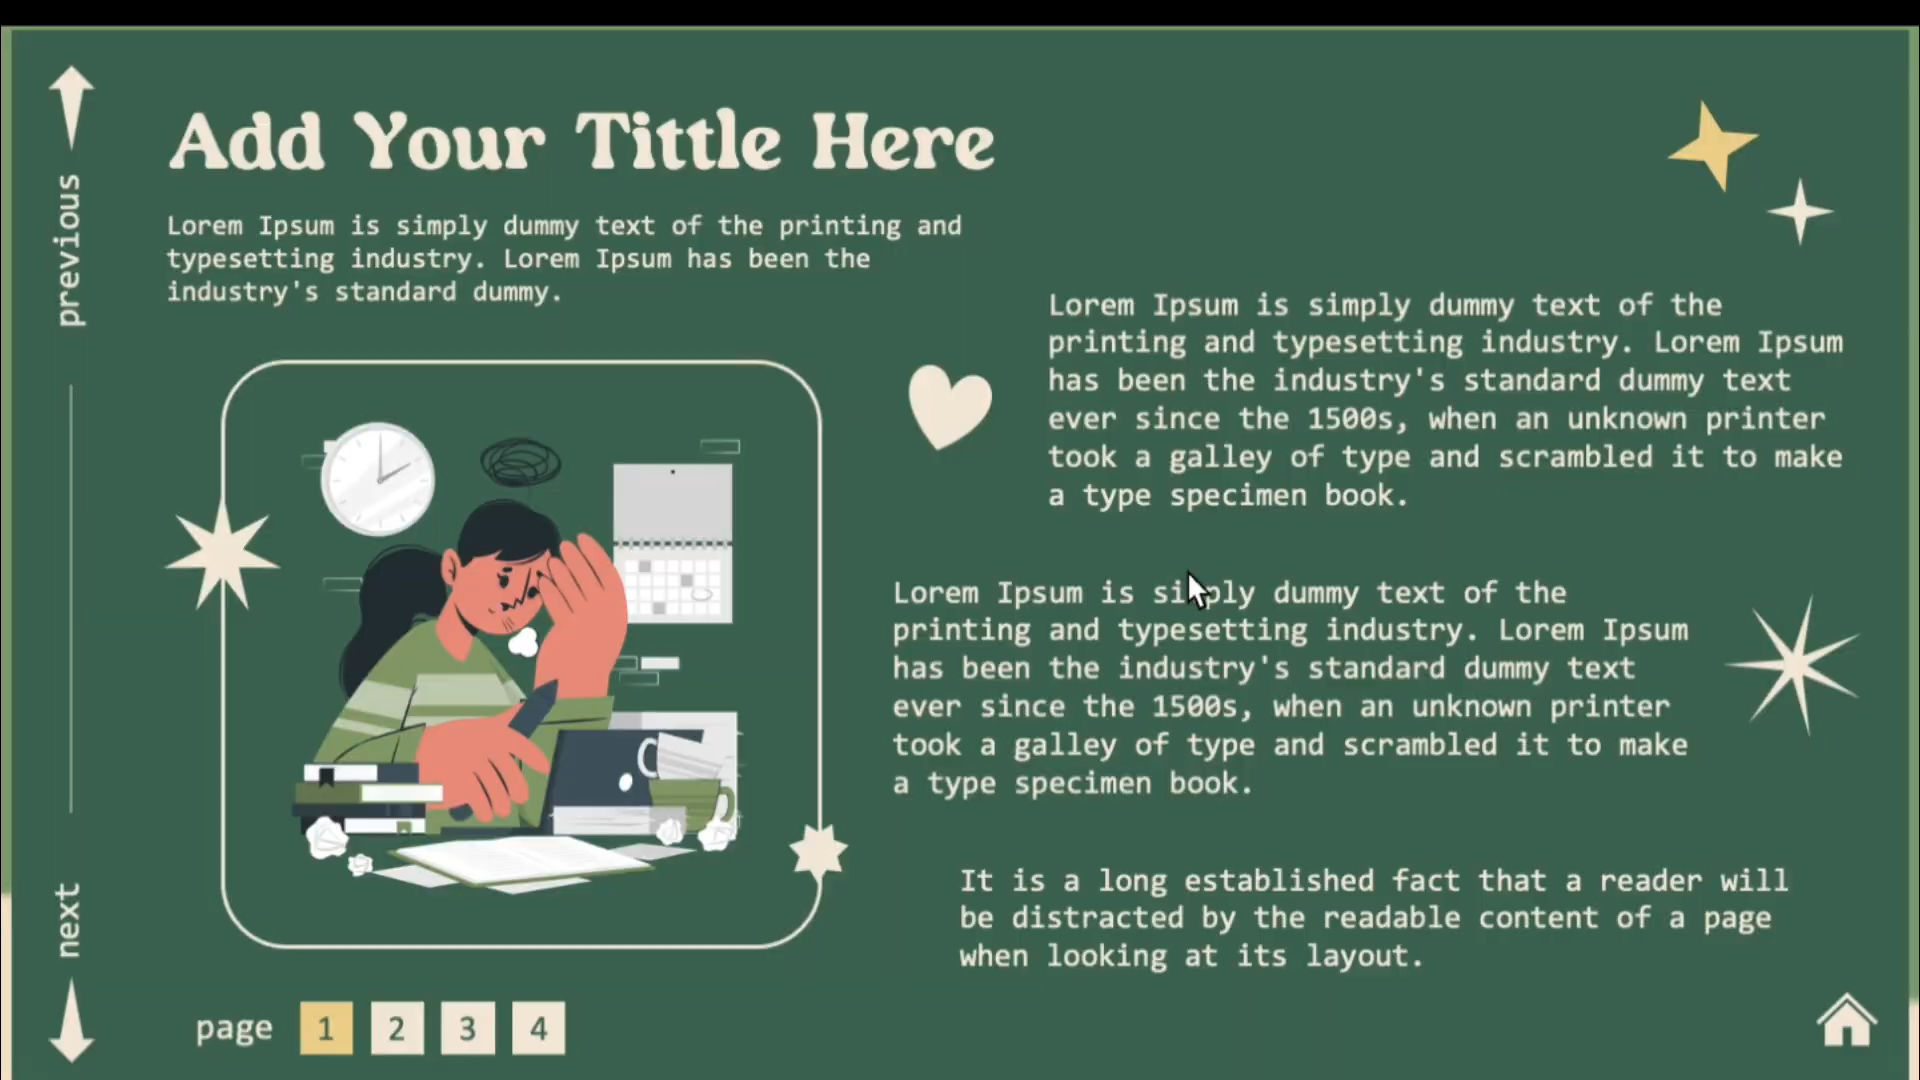 Add Your Tittle Here
previous
Lorem Ipsum is simply dummy text of the printing and
typesetting industry. Lorem Ipsum has been the
industry's standard dummy.
Lorem Ipsum is simply dummy text of the
printing and typesetting industry. Lorem Ipsum
has been the industry's standard dummy text
ever since the 1500s, when an unknown printer
took a galley of type and scrambled it to make
a type specimen book.
Lorem Ipsum is simply dummy text of the
printing and typesetting industry. Lorem Ipsum
has been the industry's standard dummy text
ever since the 1500s, when an unknown printer
took a galley of type and scrambled it to make
a type specimen book.
It is a long established fact that a reader will
be distracted by the readable content of a page
when looking at its layout.
next
page 1 2 3 4